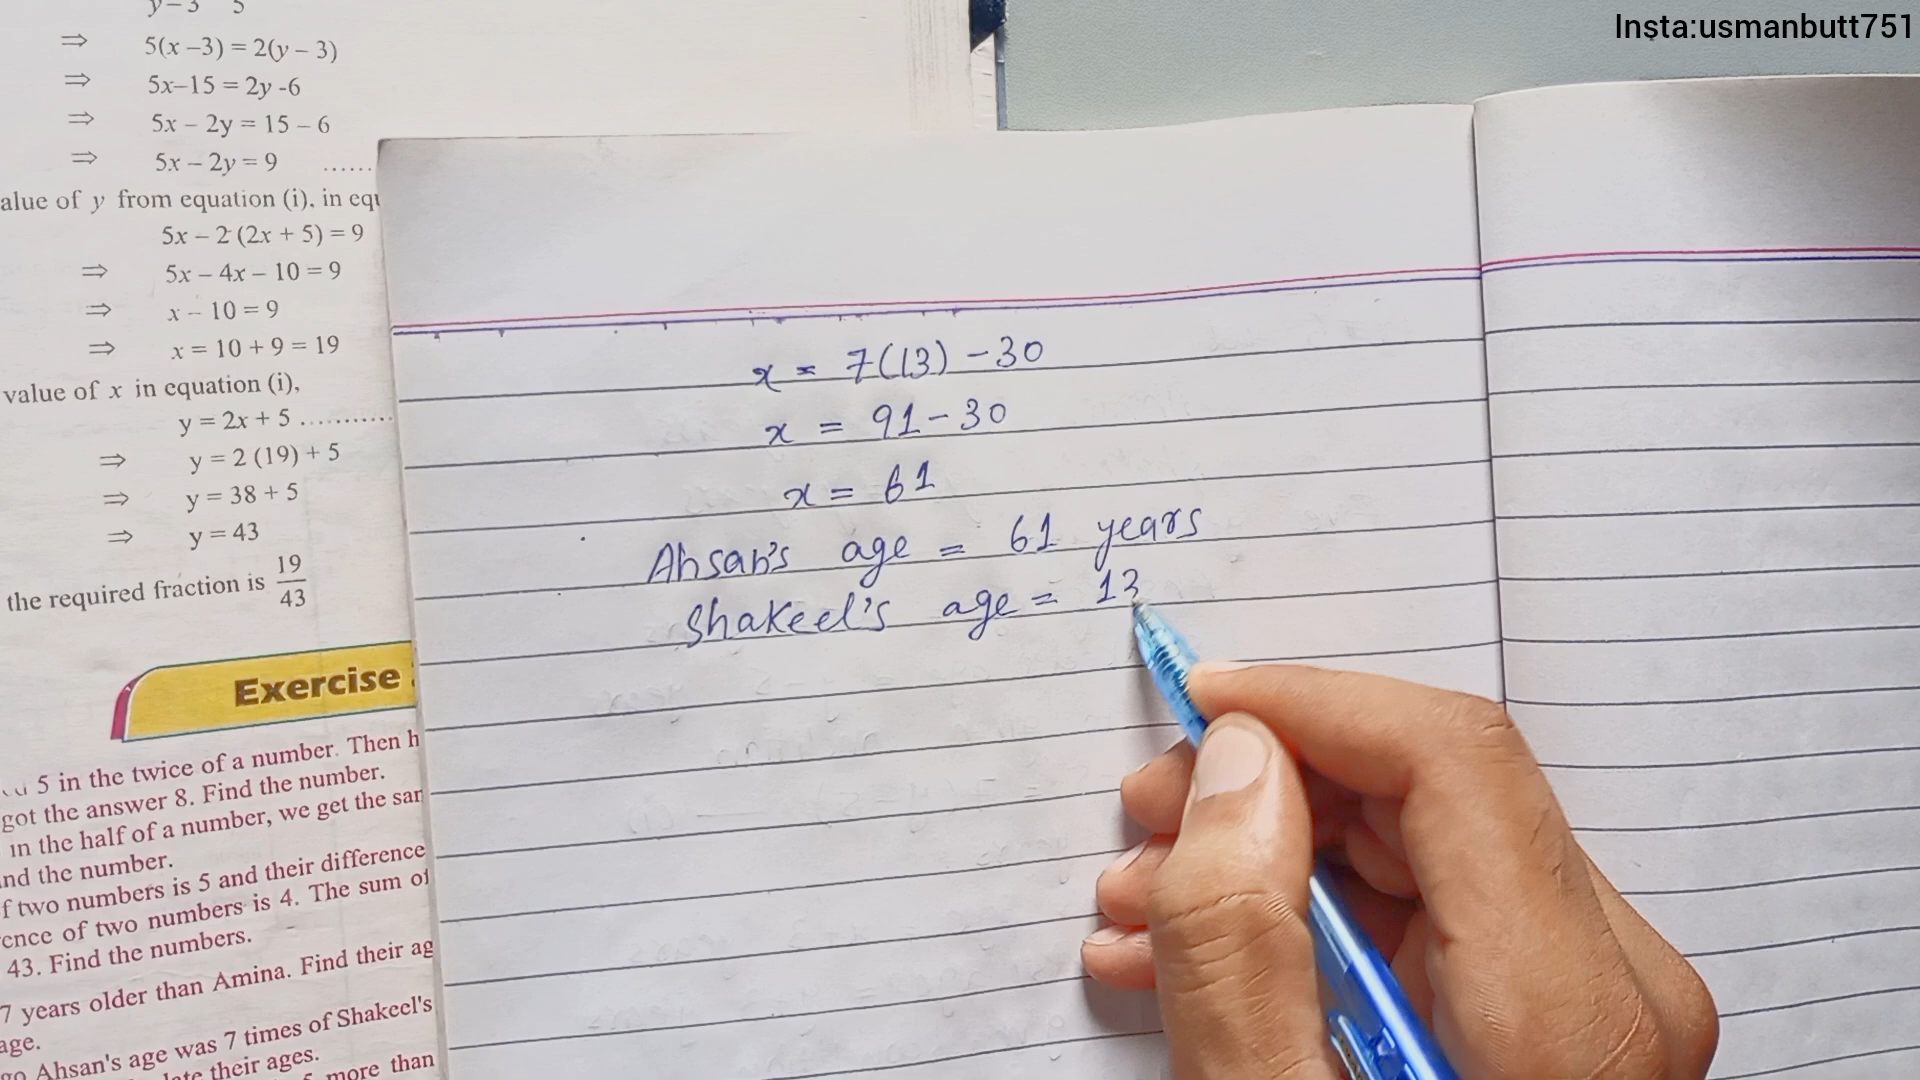 Insta:usmanbutt751
⇒ 5(x –3) = 2(y – 3)
⇒ 5x–15 = 2y -6
⇒ 5x – 2y = 15 – 6
⇒ 5x – 2y = 9 ......
alue of y from equation (i), in
5x – 2 (2x + 5) = 9
⇒ 5x – 4x – 10 = 9
⇒ x – 10 = 9
⇒ x = 10 + 9 = 19
value of x in equation (i),
y = 2x + 5 ...........
⇒ y = 2 (19) + 5
⇒ y = 38 + 5
⇒ y = 43
the required fraction is 19/43
Exercise
5 in the twice of a number. Then h
got the answer 8. Find the number.
in the half of a number, we get the
nd the number.
f two numbers is 5 and their difference
ence of two numbers is 4. The sum of
43. Find the numbers.
7 years older than Amina. Find their ag
age.
go Ahsan's age was 7 times of Shakeel's
their ages.
more than
x = 7(13) - 30
x = 91 - 30
x = 61
Ahsan's age = 61 years
Shakeel's age = 13